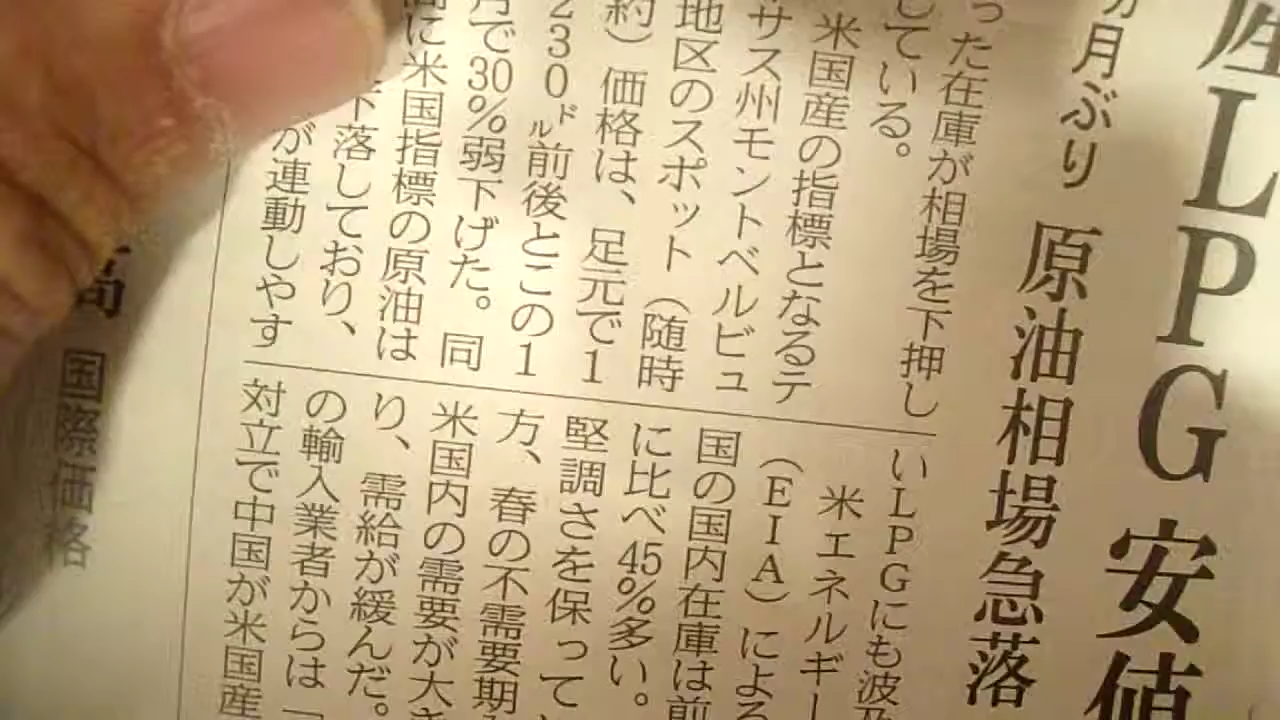 産LPG安値
カ月ぶり 原油相場急落
った在庫が相場を下押し
している。
米国産の指標となるテ
サス州モントベルビュ
地区のスポット（随時
約）価格は、足元で1
230ドル前後とこの1
月で30%弱下げた。同
間に米国指標の原油は
下落しており、
が連動しやす
いLPGにも波及
米エネルギー
（EIA）による
国の国内在庫は前
に比べ45%多い。
堅調さを保って
方、春の不需要期
米国内の需要が大き
り、需給が緩んだ。
の輸入業者からは「
対立で中国が米国産
高 国際価格